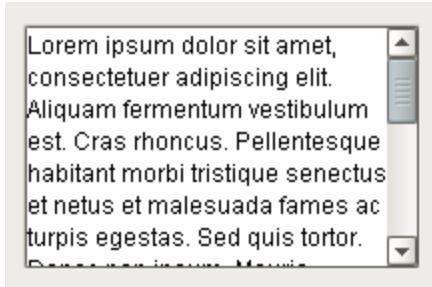 Lorem ipsum dolor sit amet,
consectetuer adipiscing elit.
Aliquam fermentum vestibulum
est. Cras rhoncus. Pellentesque
habitant morbi tristique senectus
et netus et malesuada fames ac
turpis egestas. Sed quis tortor.